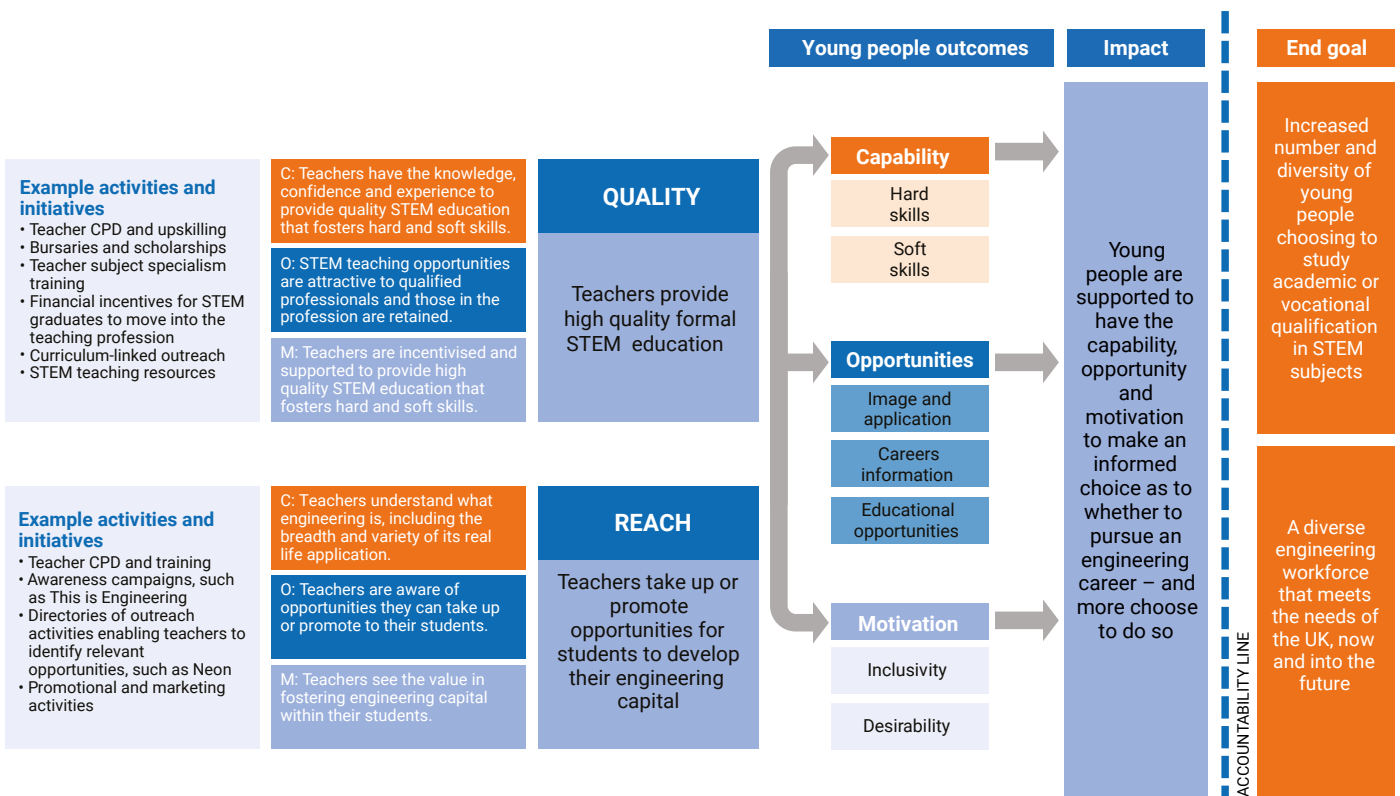 Young people outcomes
Impact
End goal
Example activities and
initiatives
• Teacher CPD and upskilling
• Bursaries and scholarships
• Teacher subject specialism
training
• Financial incentives for STEM
graduates to move into the
teaching profession
• Curriculum-linked outreach
• STEM teaching resources
C: Teachers have the knowledge,
confidence and experience to
provide quality STEM education
that fosters hard and soft skills.
O: STEM teaching opportunities
are attractive to qualified
professionals and those in the
profession are retained.
M: Teachers are incentivised and
supported to provide high
quality STEM education that
fosters hard and soft skills.
QUALITY
Teachers provide
high quality formal
STEM education
Example activities and
initiatives
• Teacher CPD and training
• Awareness campaigns, such
as This is Engineering
• Directories of outreach
activities enabling teachers to
identify relevant
opportunities, such as Neon
• Promotional and marketing
activities
C: Teachers understand what
engineering is, including the
breadth and variety of its real
life application.
O: Teachers are aware of
opportunities they can take up
or promote to their students.
M: Teachers see the value in
fostering engineering capital
within their students.
REACH
Teachers take up or
promote
opportunities for
students to develop
their engineering
capital
Capability
Hard
skills
Soft
skills
Opportunities
Image and
application
Careers
information
Educational
opportunities
Motivation
Inclusivity
Desirability
Young
people are
supported to
have the
capability,
opportunity
and
motivation
to make an
informed
choice as to
whether to
pursue an
engineering
career – and
more choose
to do so
ACCOUNTABILITY LINE
Increased
number and
diversity of
young
people
choosing to
study
academic or
vocational
qualification
in STEM
subjects
A diverse
engineering
workforce
that meets
the needs of
the UK, now
and into the
future